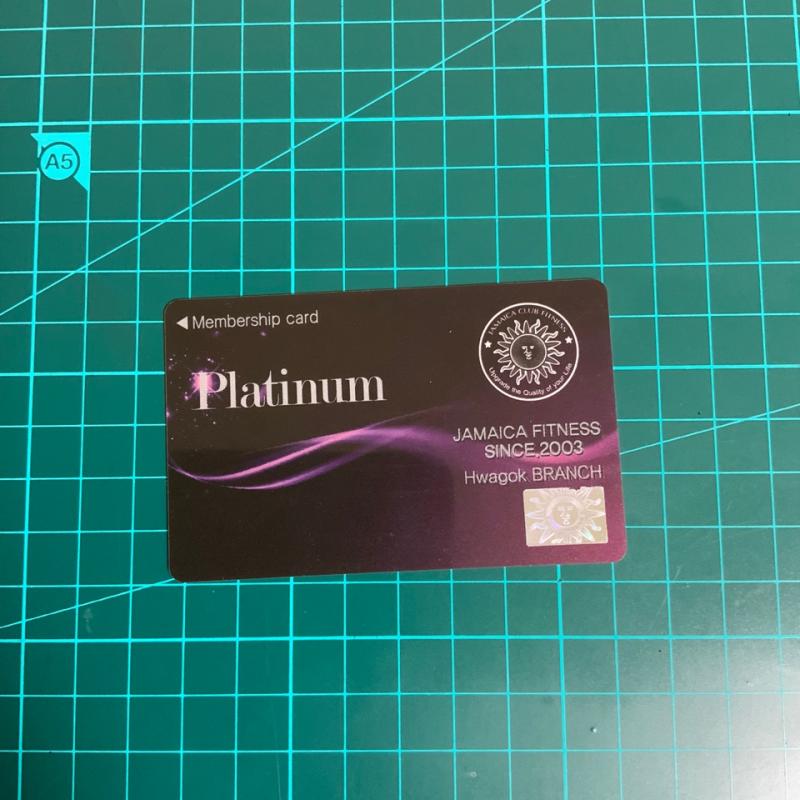 A5
◀ Membership card
Platinum
JAMAICA CLUB FITNESS
Upgrade the Quality of your Life
JAMAICA FITNESS
SINCE,2003
Hwagok BRANCH